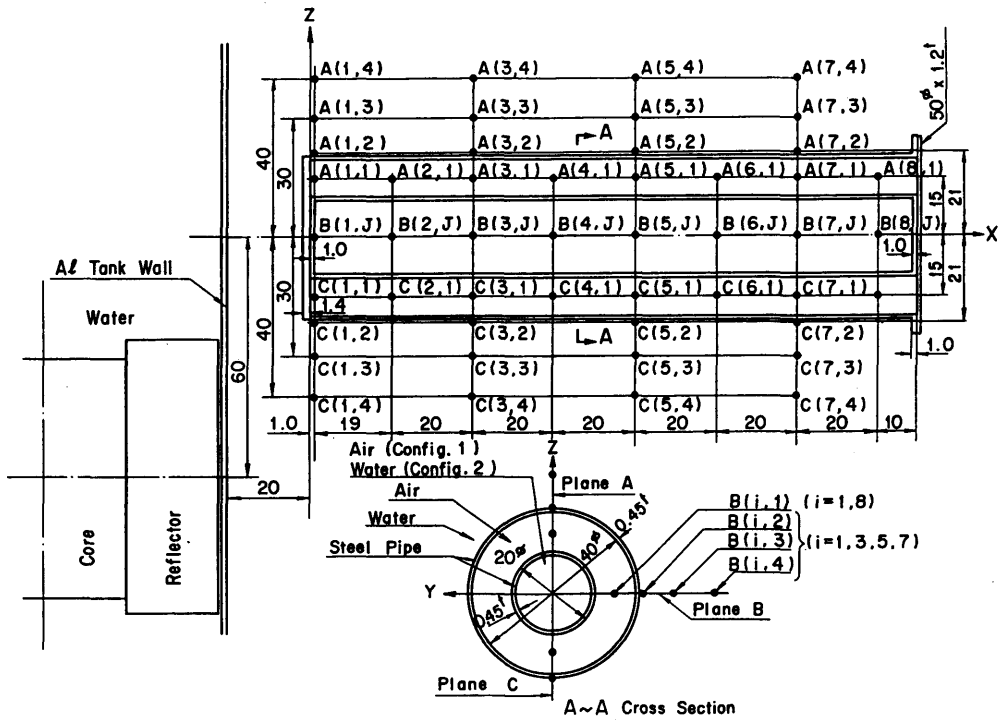 Z
50ø x 1.2t
A(1,4) A(3,4) A(5,4) A(7,4)
A(1,3) A(3,3) A(5,3) A(7,3)
A
A(1,2) A(3,2) A(5,2) A(7,2)
40
30
A(1,1) A(2,1) A(3,1) A(4,1) A(5,1) A(6,1) A(7,1) A(8,1)
15
21
B(1,J) B(2,J) B(3,J) B(4,J) B(5,J) B(6,J) B(7,J) B(8,J)
X
1.0
1.0
Aℓ Tank Wall
30
15
21
C(1,1) C(2,1) C(3,1) C(4,1) C(5,1) C(6,1) C(7,1)
1.4
Water
40
C(1,2) C(3,2) A C(5,2) C(7,2)
1.0
C(1,3) C(3,3) C(5,3) C(7,3)
60
C(1,4) C(3,4) C(5,4) C(7,4)
1.0 19 20 20 20 20 20 10
Air (Config. 1)
Z
Water (Config. 2)
Plane A
20
Air
Water
Steel Pipe
0.45t
B(i,1) (i=1,8)
B(i,2)
B(i,3) (i=1,3,5,7)
B(i,4)
20ø
40ø
Core
Reflector
Y
Plane B
0.45t
Plane C
A~A Cross Section